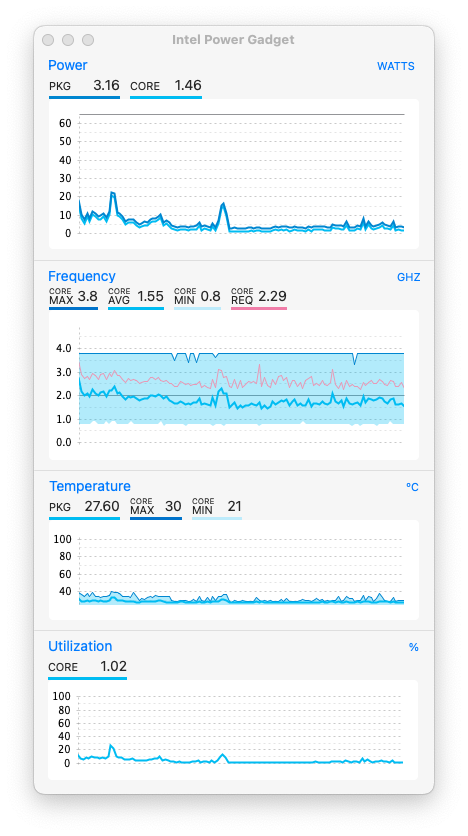 Intel Power Gadget
Power WATTS
PKG 3.16 CORE 1.46
60
50
40
30
20
10
0
Frequency GHZ
CORE MAX 3.8 CORE AVG 1.55 CORE MIN 0.8 CORE REQ 2.29
4.0
3.0
2.0
1.0
0.0
Temperature °C
PKG 27.60 CORE MAX 30 CORE MIN 21
100
80
60
40
Utilization %
CORE 1.02
100
80
60
40
20
0